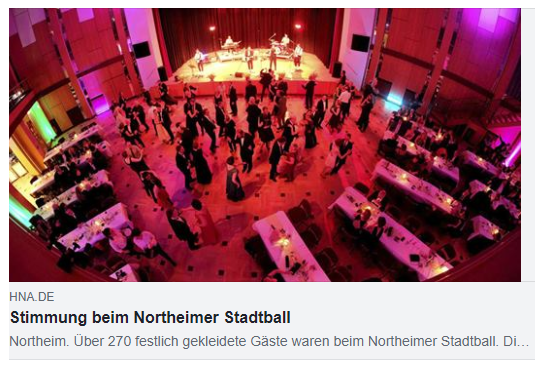 HNA.DE
Stimmung beim Northeimer Stadtball
Northeim. Über 270 festlich gekleidete Gäste waren beim Northeimer Stadtball. Di...